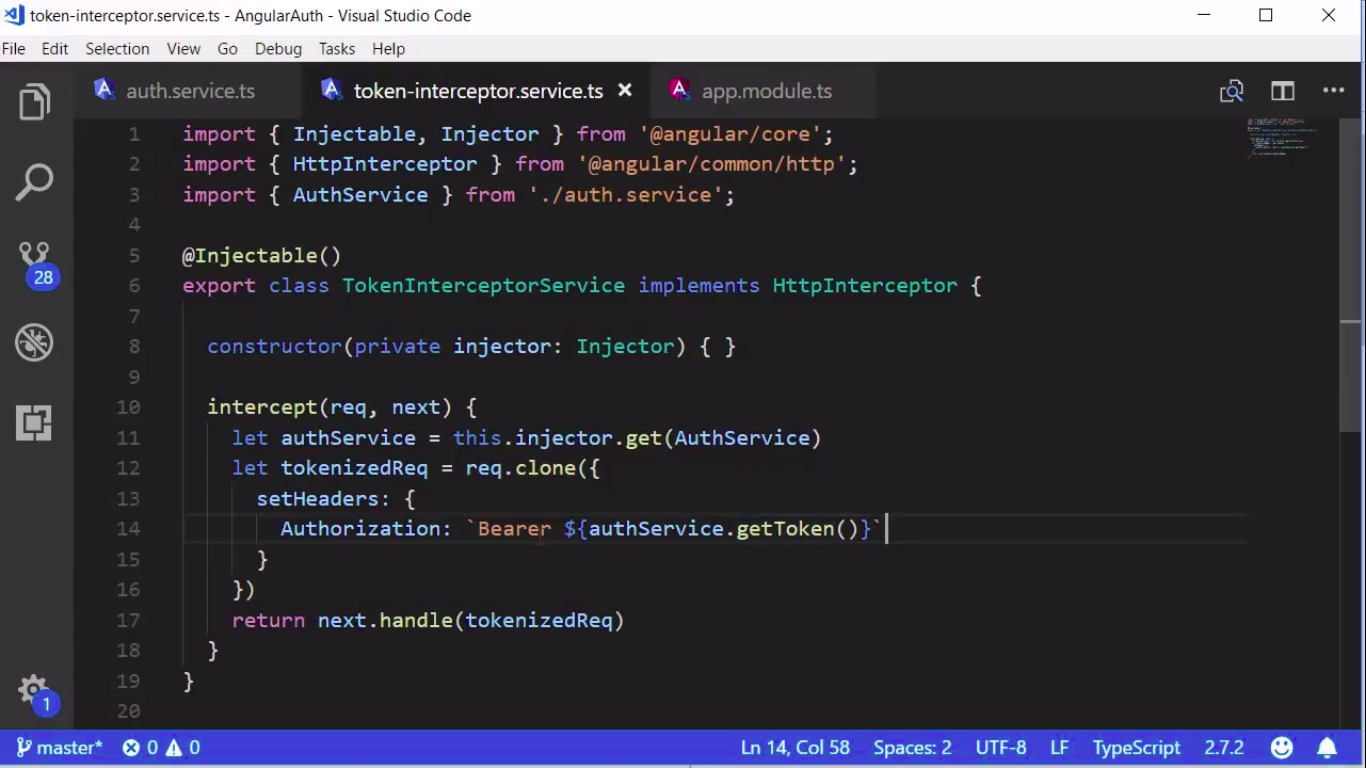 token-interceptor.service.ts - AngularAuth - Visual Studio Code
File Edit Selection View Go Debug Tasks Help
auth.service.ts token-interceptor.service.ts app.module.ts
1 import { Injectable, Injector } from '@angular/core';
2 import { HttpInterceptor } from '@angular/common/http';
3 import { AuthService } from './auth.service';
4
5 @Injectable()
6 export class TokenInterceptorService implements HttpInterceptor {
7
8 constructor(private injector: Injector) { }
9
10 intercept(req, next) {
11 let authService = this.injector.get(AuthService)
12 let tokenizedReq = req.clone({
13 setHeaders: {
14 Authorization: `Bearer ${authService.getToken()}`
15 }
16 })
17 return next.handle(tokenizedReq)
18 }
19 }
20
28
1
master* 0 0 Ln 14, Col 58 Spaces: 2 UTF-8 LF TypeScript 2.7.2